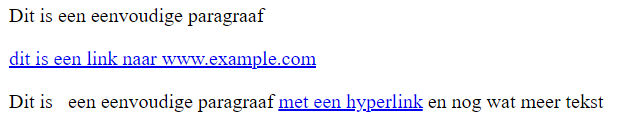 Dit is een eenvoudige paragraaf
dit is een link naar www.example.com
Dit is   een eenvoudige paragraaf met een hyperlink en nog wat meer tekst